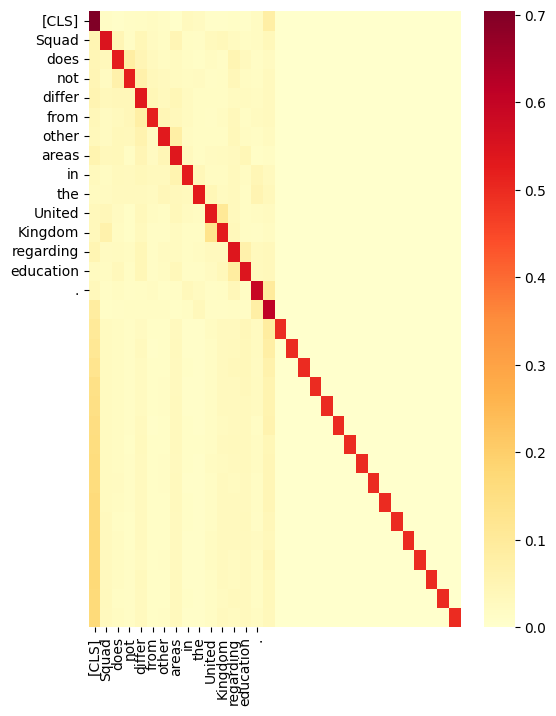 [CLS]
Squad
does
not
differ
from
other
areas
in
the
United
Kingdom
regarding
education
.
[CLS]
Squad
does
not
differ
from
other
areas
in
the
United
Kingdom
regarding
education
.
0.7
0.6
0.5
0.4
0.3
0.2
0.1
0.0